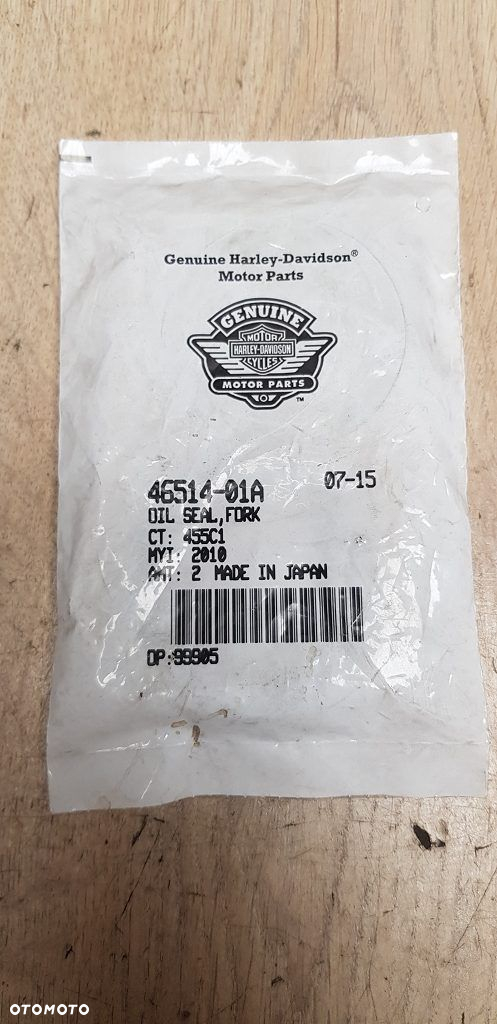 Genuine Harley-Davidson®
Motor Parts
GENUINE
MOTOR
HARLEY-DAVIDSON
CYCLES
MOTOR PARTS
™
46514-01A 07-15
OIL SEAL,FORK
CT: 455C1
MYI: 2010
AMT: 2 MADE IN JAPAN
OP:99905
OTOMOTO